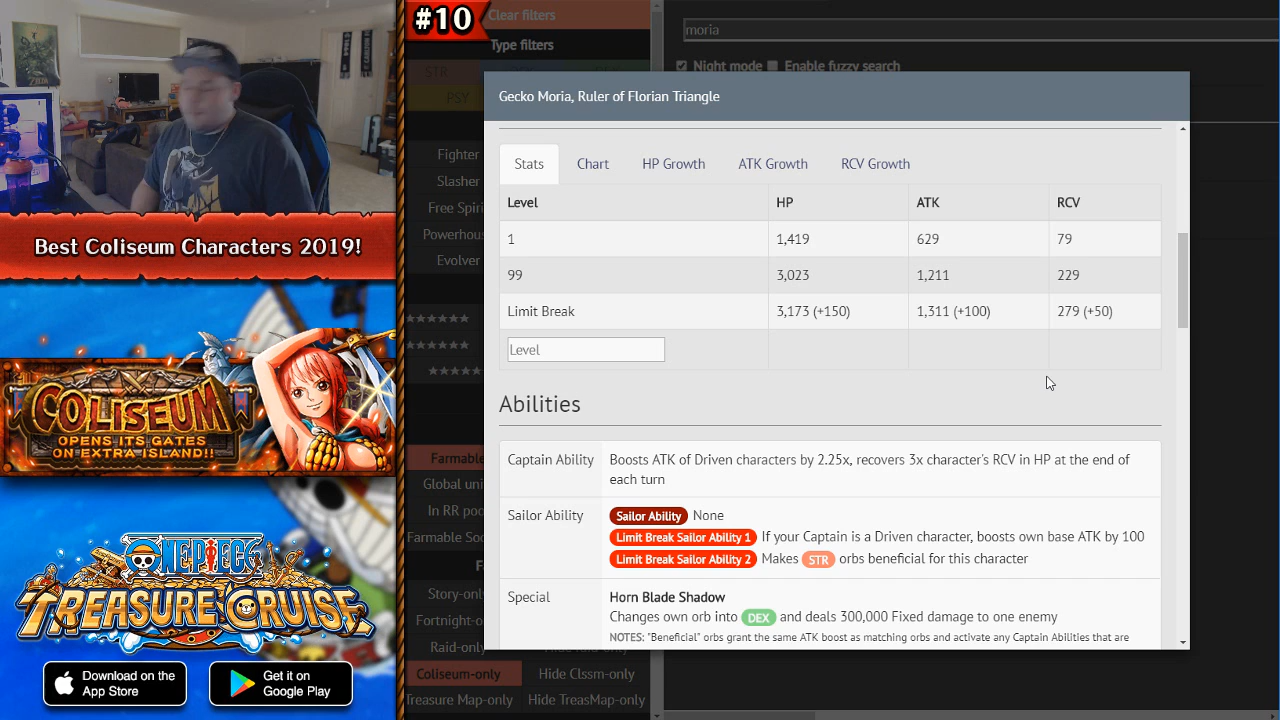 #10
Best Coliseum Characters 2019!
COLISEUM
OPENS ITS GATES
ON EXTRA ISLAND!!
ONE PIECE
TREASURE CRUISE
Download on the
App Store
Get it on
Google Play
Clear filters
Type filters
STR
PSY
Fighter
Slasher
Free Spiri
Powerhous
Evolver
Farmable
Global uni
In RR poo
Farmable Soc
F
Story-onl
Fortnight-o
Raid-only
Coliseum-only
Hide Clssm-only
Treasure Map-only
Hide TreasMap-only
moria
Night mode
Enable fuzzy search
Gecko Moria, Ruler of Florian Triangle
Stats Chart HP Growth ATK Growth RCV Growth
Level HP ATK RCV
1 1,419 629 79
99 3,023 1,211 229
Limit Break 3,173 (+150) 1,311 (+100) 279 (+50)
Level
Abilities
Captain Ability Boosts ATK of Driven characters by 2.25x, recovers 3x character's RCV in HP at the end of
each turn
Sailor Ability Sailor Ability None
Limit Break Sailor Ability 1 If your Captain is a Driven character, boosts own base ATK by 100
Limit Break Sailor Ability 2 Makes STR orbs beneficial for this character
Special Horn Blade Shadow
Changes own orb into DEX and deals 300,000 Fixed damage to one enemy
NOTES: "Beneficial" orbs grant the same ATK boost as matching orbs and activate any Captain Abilities that are